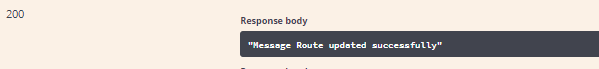 200
Response body
"Message Route updated successfully"